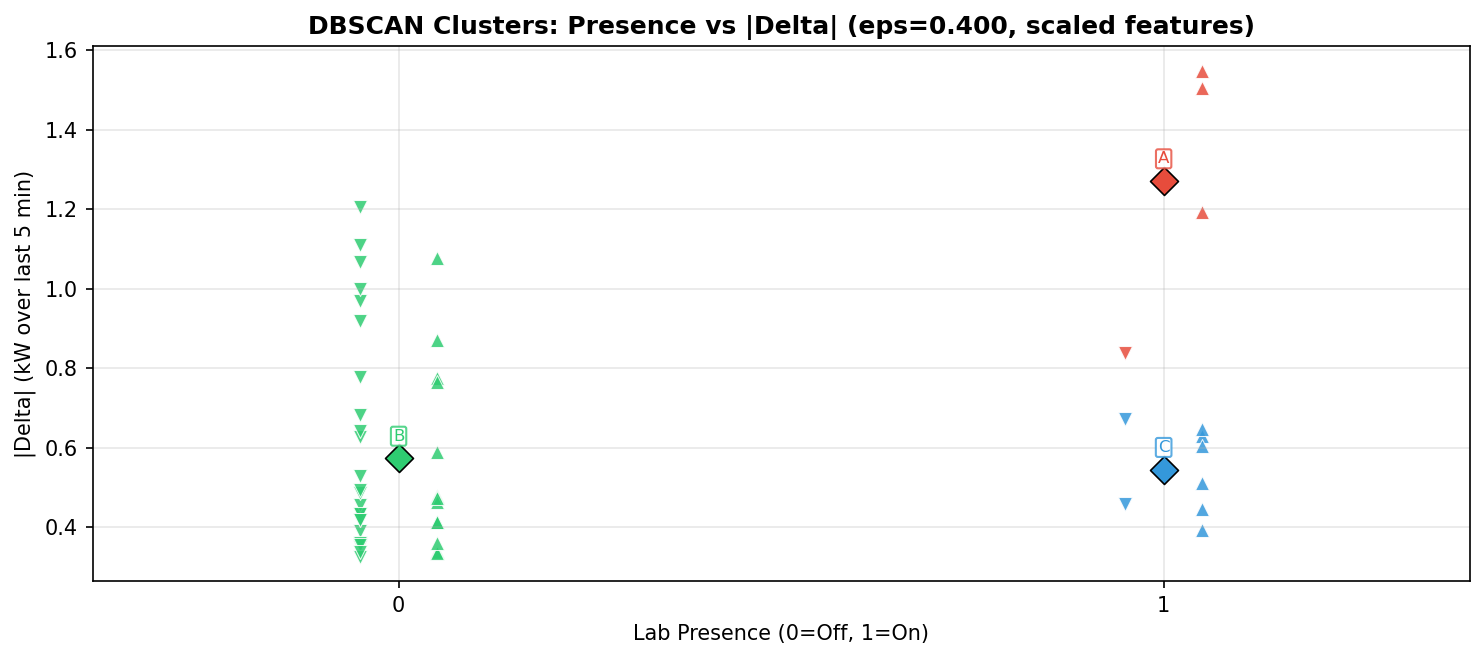 DBSCAN Clusters: Presence vs |Delta| (eps=0.400, scaled features)
|Delta| (kW over last 5 min)
1.6
1.4
1.2
1.0
0.8
0.6
0.4
A
B
C
0
1
Lab Presence (0=Off, 1=On)